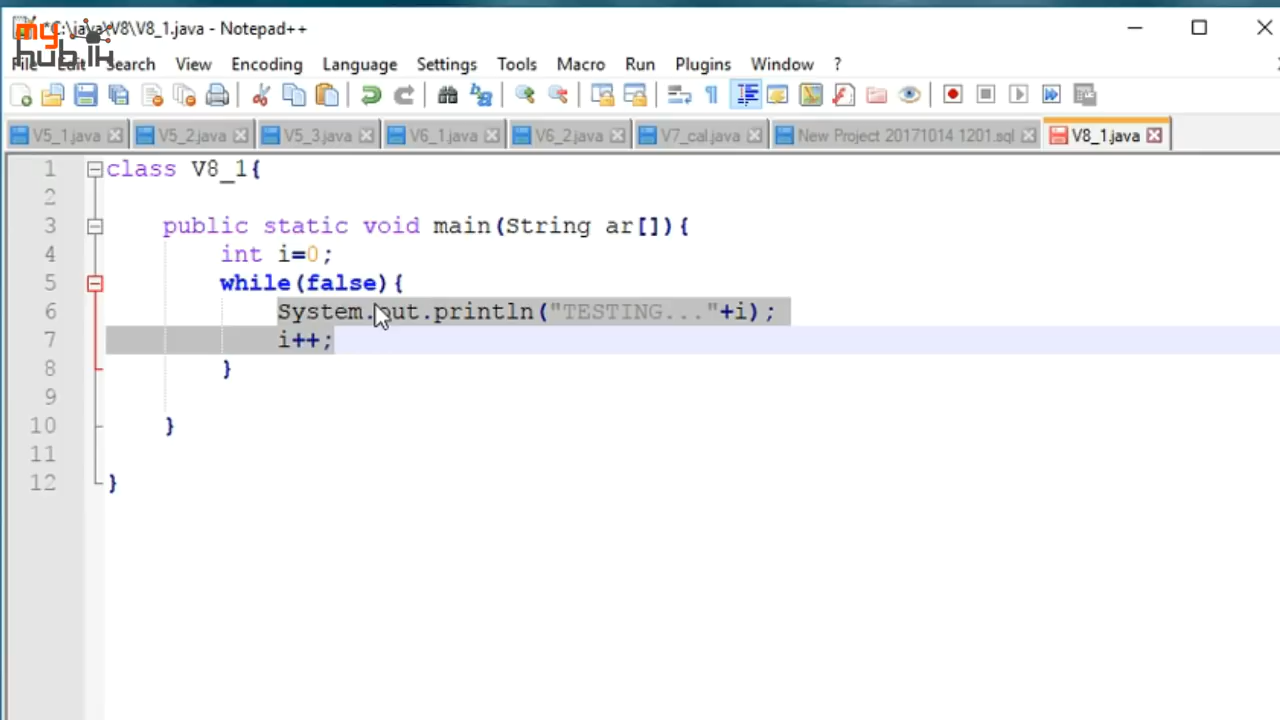 *C:\java\V8\V8_1.java - Notepad++
my
hub.lk
File Edit Search View Encoding Language Settings Tools Macro Run Plugins Window ?
V5_1.java V5_2.java V5_3.java V6_1.java V6_2.java V7_cal.java New Project 20171014 1201.sql V8_1.java
1 class V8_1{
2
3 public static void main(String ar[]){
4 int i=0;
5 while(false){
6 System.out.println("TESTING..."+i);
7 i++;
8 }
9
10 }
11
12 }